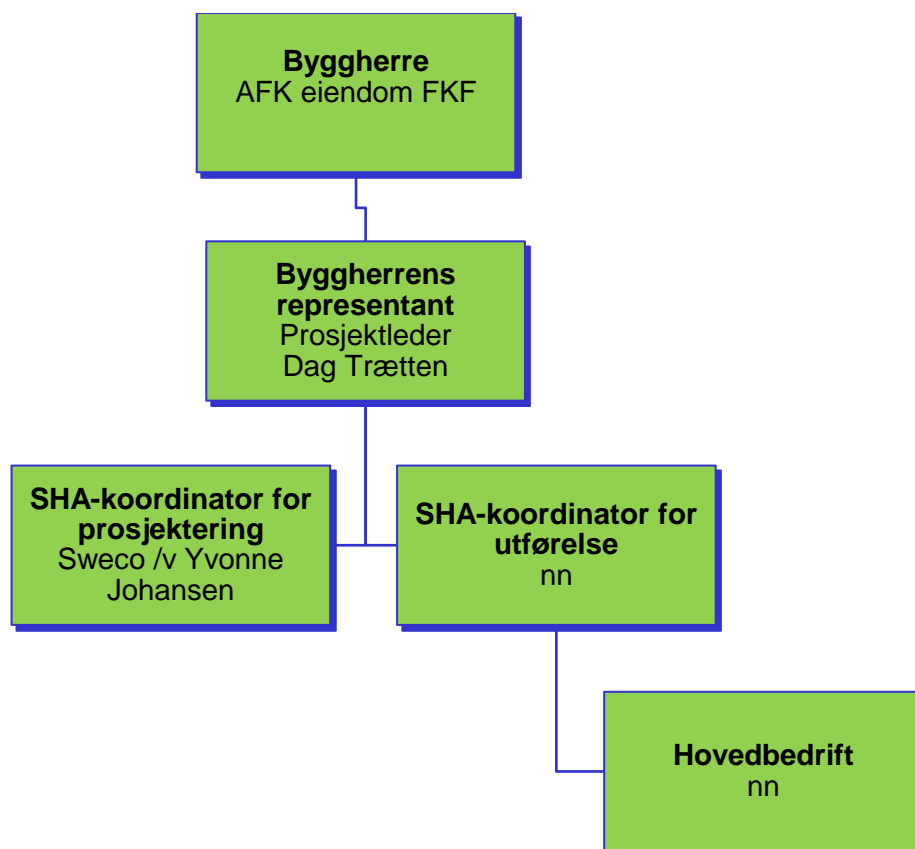 Byggherre
AFK eiendom FKF
Byggherrens
representant
Prosjektleder
Dag Trætten
SHA-koordinator for
prosjektering
Sweco /v Yvonne
Johansen
SHA-koordinator for
utførelse
nn
Hovedbedrift
nn